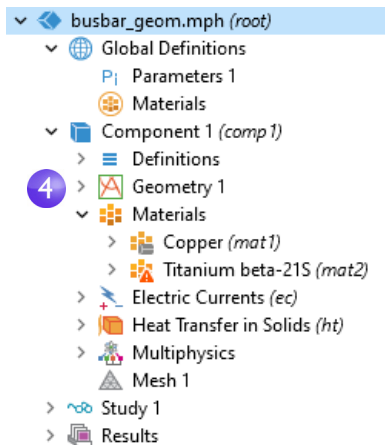 busbar_geom.mph (root)
Global Definitions
Pi Parameters 1
Materials
Component 1 (comp1)
Definitions
4 Geometry 1
Materials
Copper (mat1)
Titanium beta-21S (mat2)
Electric Currents (ec)
Heat Transfer in Solids (ht)
Multiphysics
Mesh 1
Study 1
Results